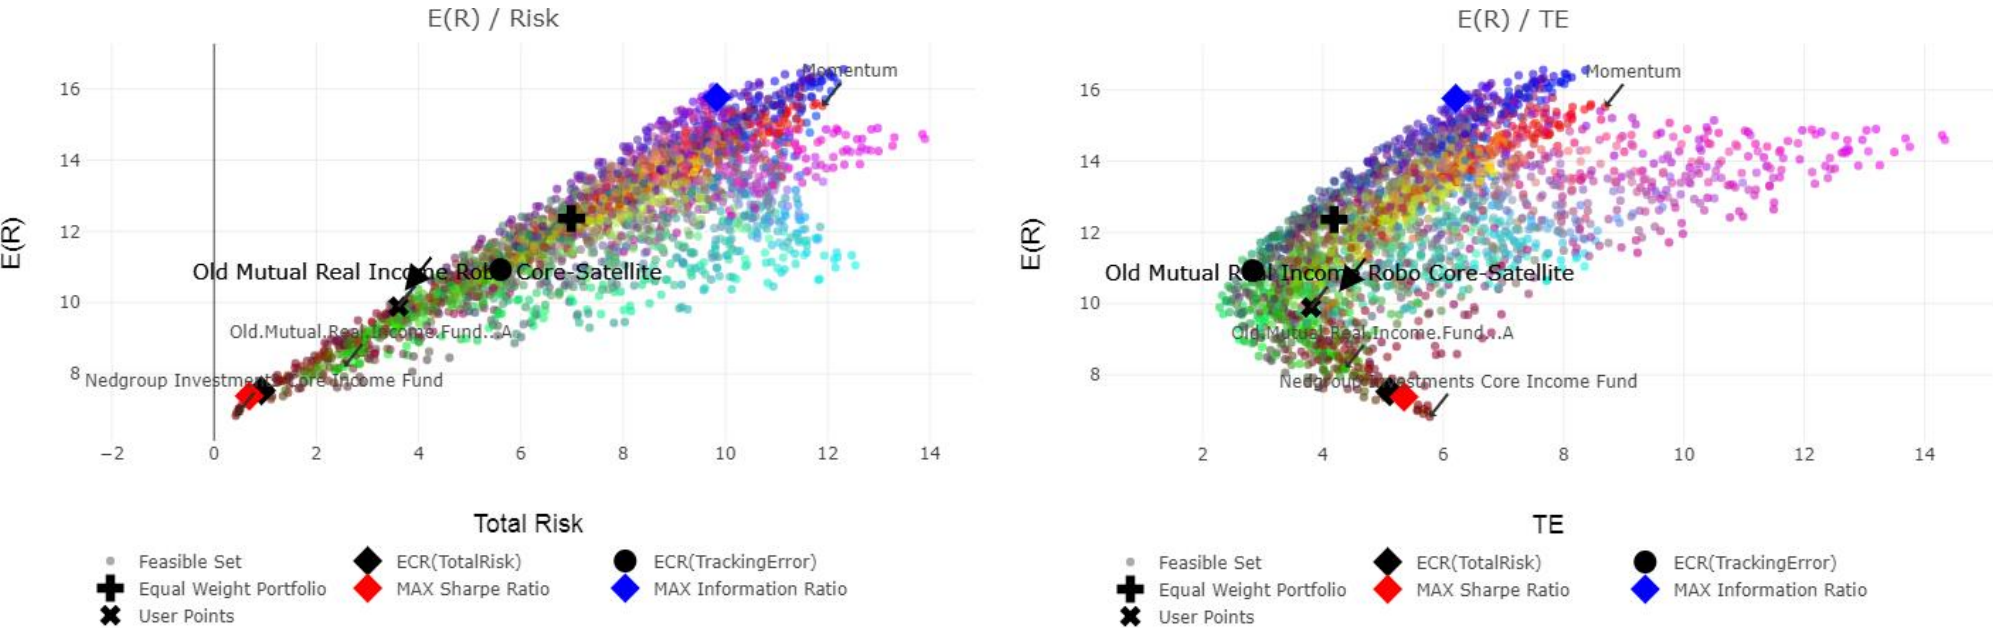 E(R) / Risk
Momentum
16
14
12
10
8
E(R)
Old Mutual Real Income Robo Core-Satellite
Old.Mutual.Real.Income.Fund...A
Nedgroup Investments Core Income Fund
−2 0 2 4 6 8 10 12 14
Total Risk
Feasible Set
ECR(TotalRisk)
ECR(TrackingError)
Equal Weight Portfolio
MAX Sharpe Ratio
MAX Information Ratio
User Points
E(R) / TE
Momentum
16
14
12
10
8
E(R)
Old Mutual Real Income Robo Core-Satellite
Old.Mutual.Real.Income.Fund...A
Nedgroup Investments Core Income Fund
2 4 6 8 10 12 14
TE
Feasible Set
ECR(TotalRisk)
ECR(TrackingError)
Equal Weight Portfolio
MAX Sharpe Ratio
MAX Information Ratio
User Points